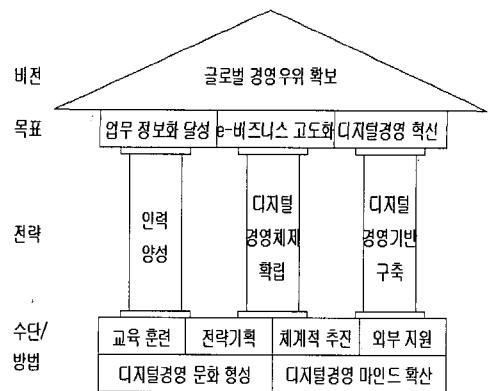 비전
글로벌 경영우위 확보
목표
업무 정보화 달성
e-비즈니스 고도화
디지털경영 혁신
전략
인력
양성
디지털
경영체제
확립
디지털
경영기반
구축
수단/
방법
교육 훈련
전략기획
체계적 추진
외부 지원
디지털경영 문화 형성
디지털경영 마인드 확산